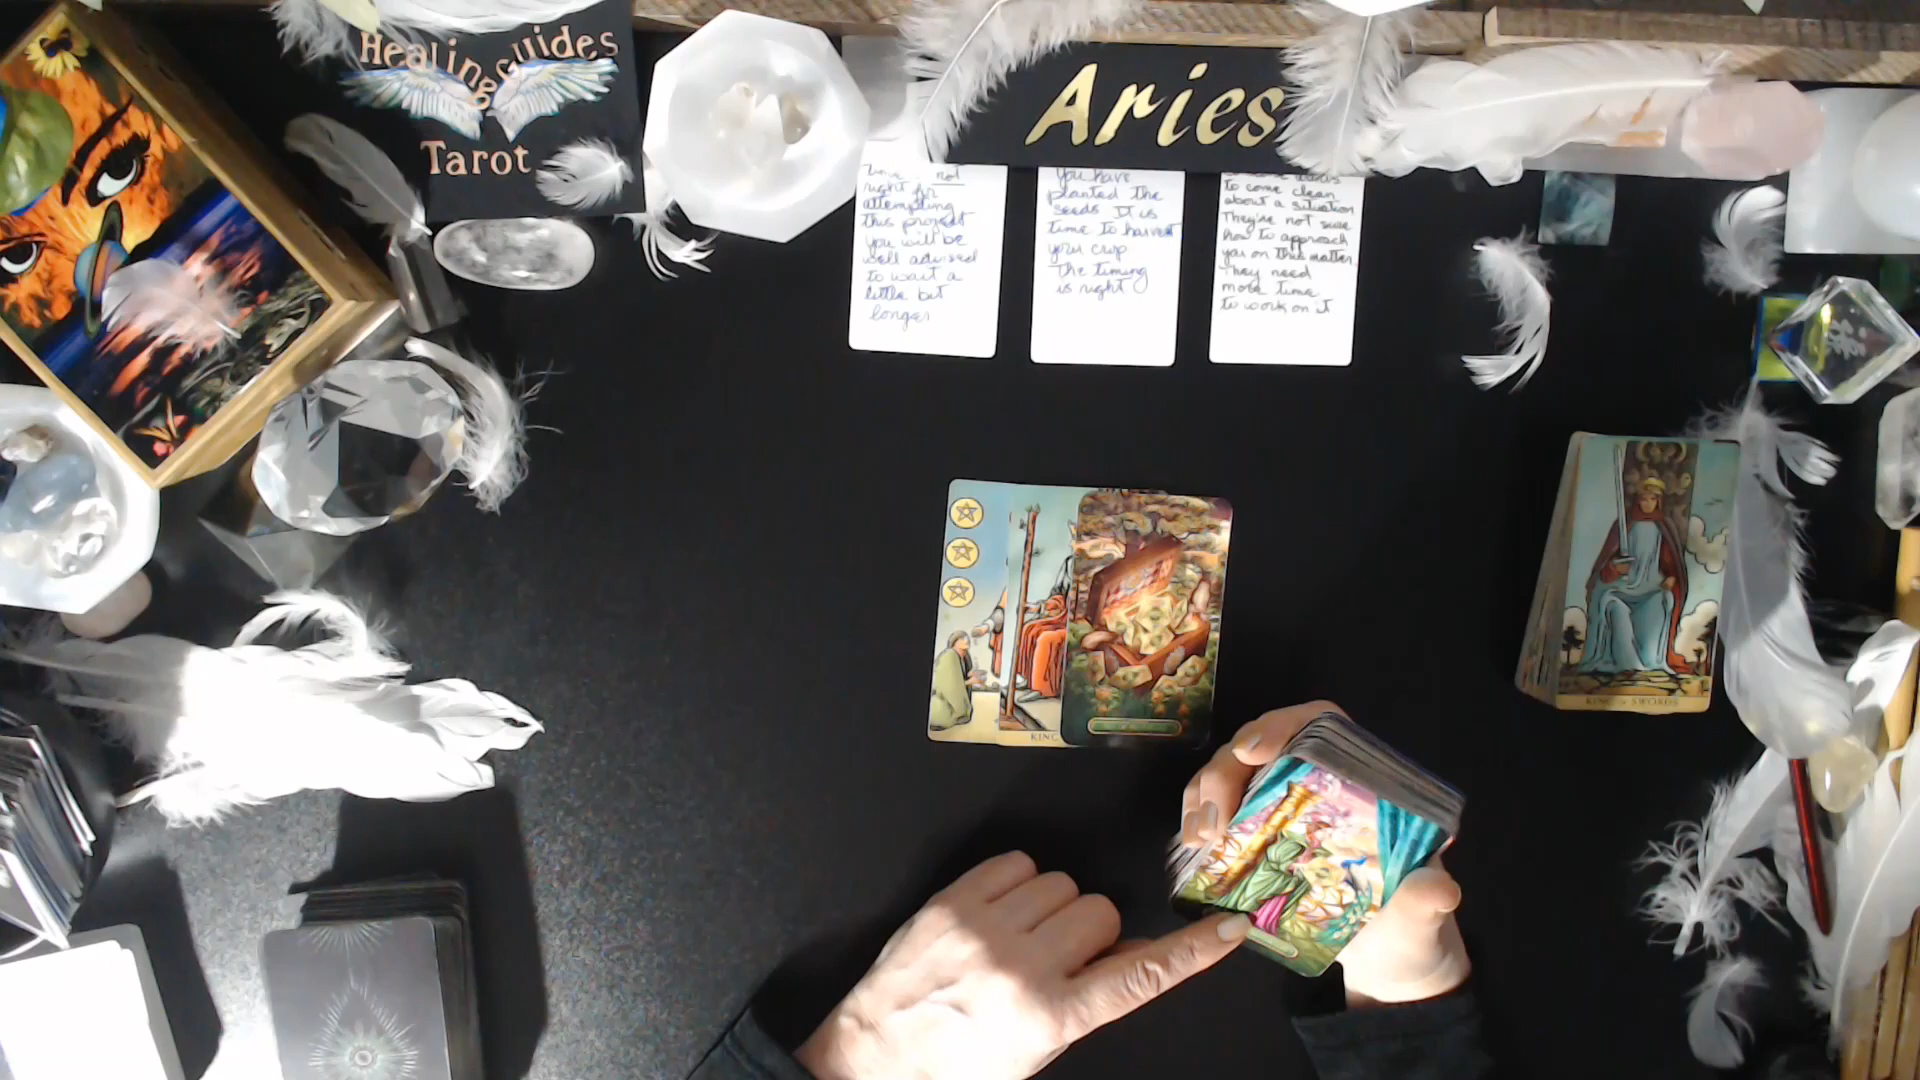 Healing Guides
Tarot
Aries
not
right for
attempting
this project
you will be
well advised
to wait a
little bit
longer
You have
planted the
seeds It is
time to harvest
your crop
The timing
is right
to come clean
about a situation
They're not sure
how to approach
you on this matter
They need
more time
to work on it
KING
KING OF SWORDS